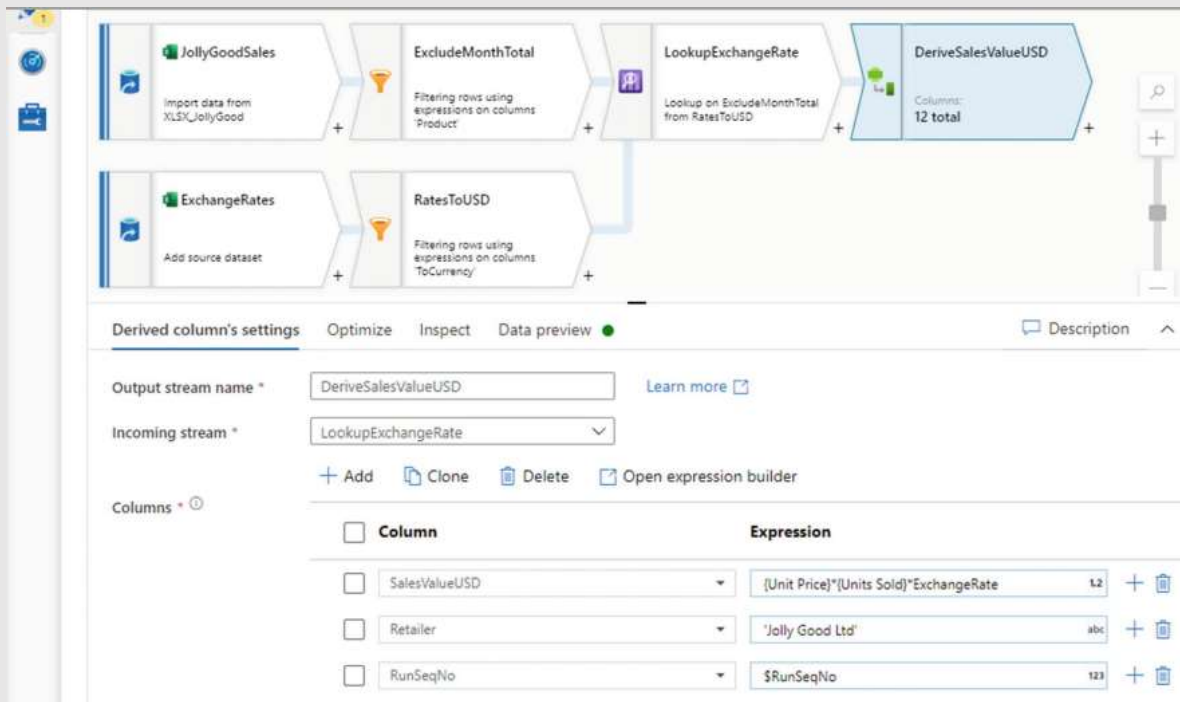 1
JollyGoodSales
Import data from
XLSX_JollyGood
+
ExcludeMonthTotal
Filtering rows using
expressions on columns
'Product'
+
LookupExchangeRate
Lookup on ExcludeMonthTotal
from RatesToUSD
+
DeriveSalesValueUSD
Columns:
12 total
+
ExchangeRates
Add source dataset
+
RatesToUSD
Filtering rows using
expressions on columns
'ToCurrency'
+
Derived column's settings Optimize Inspect Data preview Description
Output stream name * DeriveSalesValueUSD Learn more
Incoming stream * LookupExchangeRate
+ Add Clone Delete Open expression builder
Columns *
Column Expression
SalesValueUSD {Unit Price}*{Units Sold}*ExchangeRate 1.2
Retailer 'Jolly Good Ltd' abc
RunSeqNo $RunSeqNo 123